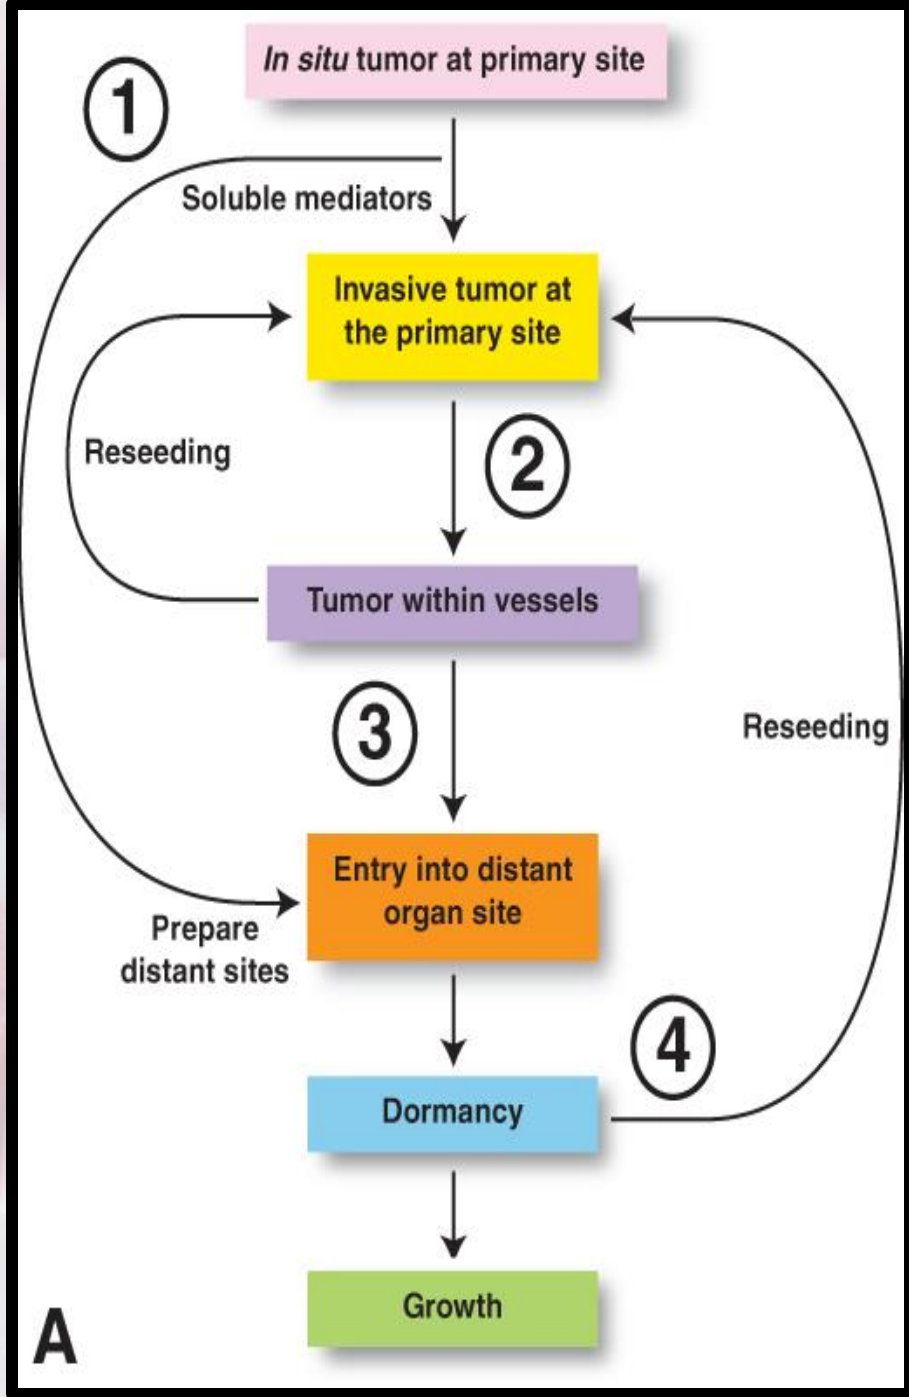 In situ tumor at primary site
1
Soluble mediators
Invasive tumor at
the primary site
Reseeding
2
Tumor within vessels
3
Reseeding
Entry into distant
organ site
Prepare
distant sites
4
Dormancy
Growth
A